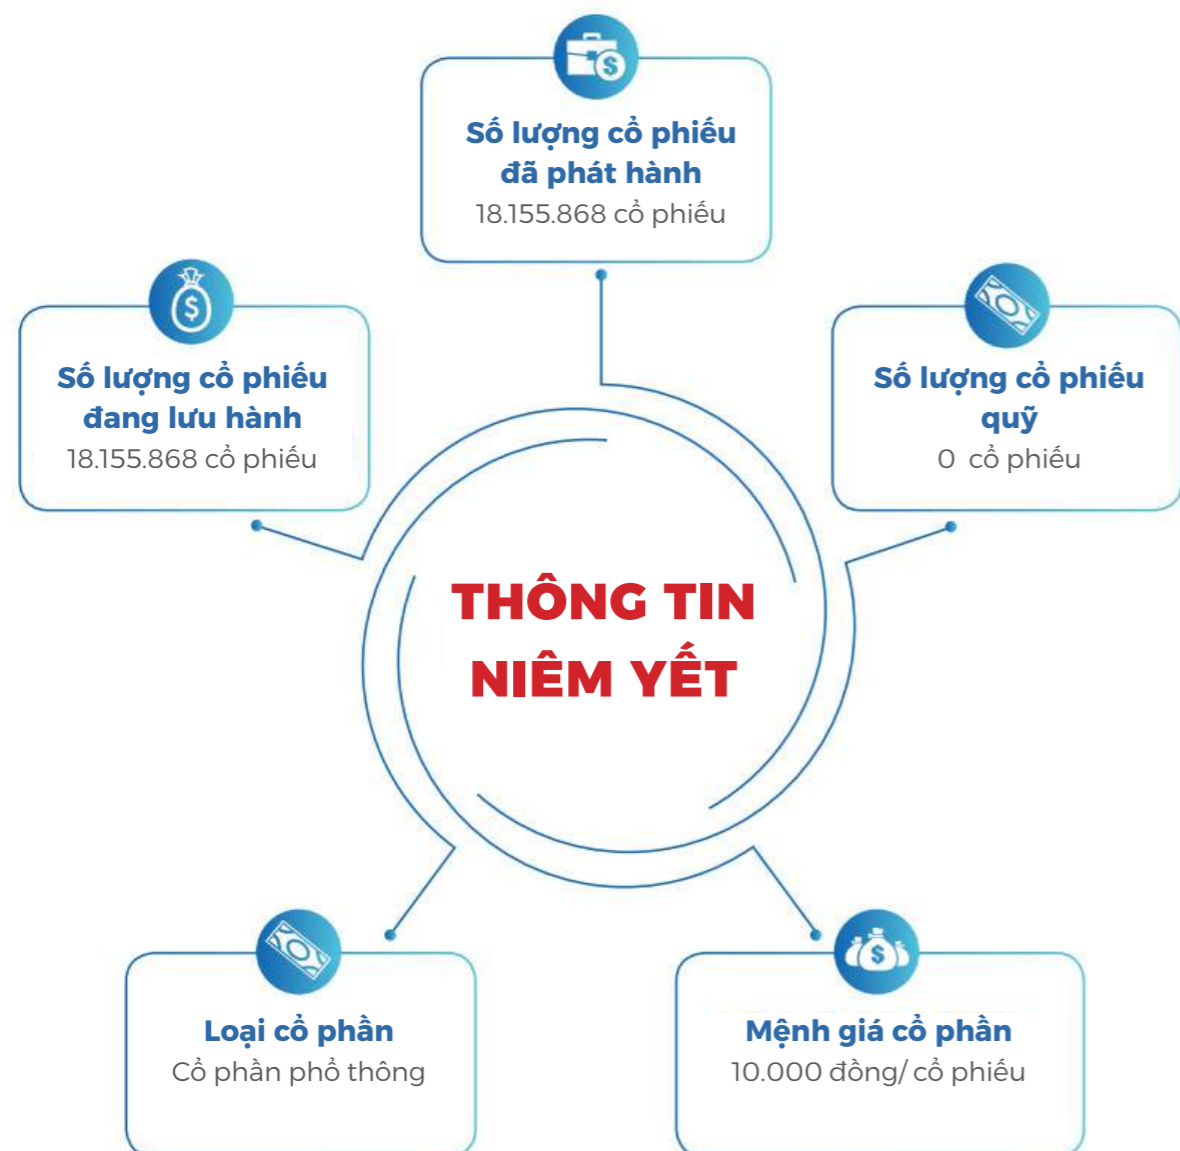 Số lượng cổ phiếu
đã phát hành
18.155.868 cổ phiếu
Số lượng cổ phiếu
đang lưu hành
18.155.868 cổ phiếu
Số lượng cổ phiếu
quỹ
0 cổ phiếu
THÔNG TIN
NIÊM YẾT
Loại cổ phần
Cổ phần phổ thông
Mệnh giá cổ phần
10.000 đồng/ cổ phiếu